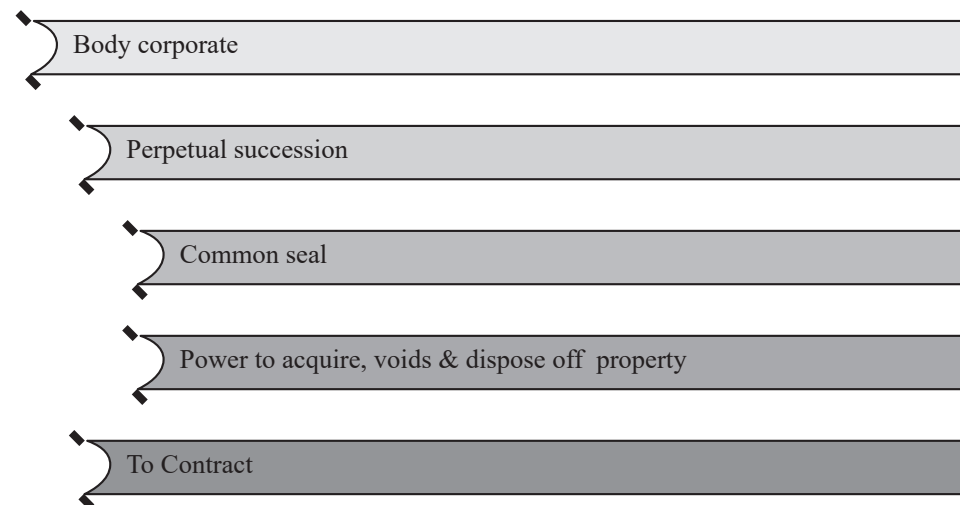 Body corporate
Perpetual succession
Common seal
Power to acquire, voids & dispose off property
To Contract